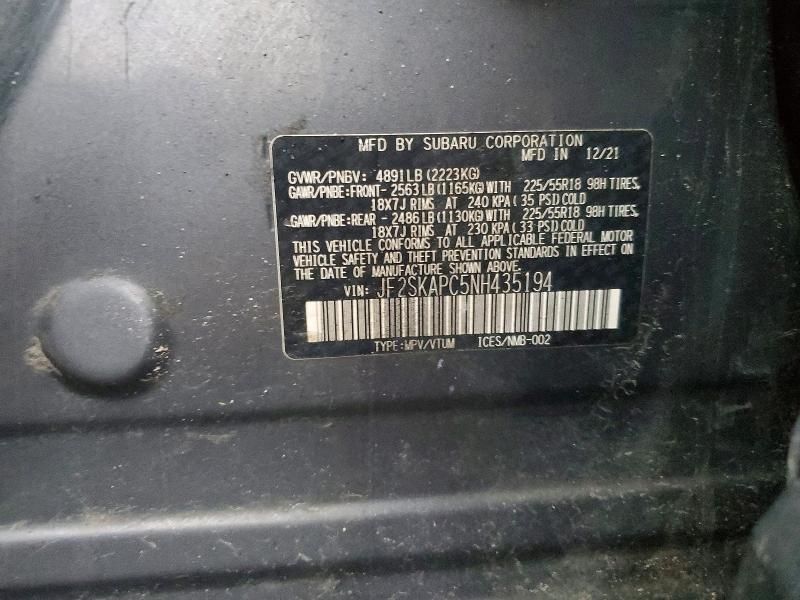 MFD BY SUBARU CORPORATION
MFD IN 12/21
GVWR/PNBV: 4891LB(2223KG)
GAWR/PNBE:FRONT- 2563LB(1165KG)WITH 225/55R18 98H TIRES,
18X7J RIMS AT 240 KPA( 35 PSI)COLD
GAWR/PNBE:REAR - 2486LB(1130KG)WITH 225/55R18 98H TIRES,
18X7J RIMS AT 230 KPA( 33 PSI)COLD
THIS VEHICLE CONFORMS TO ALL APPLICABLE FEDERAL MOTOR
VEHICLE SAFETY AND THEFT PREVENTION STANDARDS IN EFFECT ON
THE DATE OF MANUFACTURE SHOWN ABOVE.
VIN: JF2SKAPC5NH435194
TYPE:MPV/VTUM ICES/NMB-002